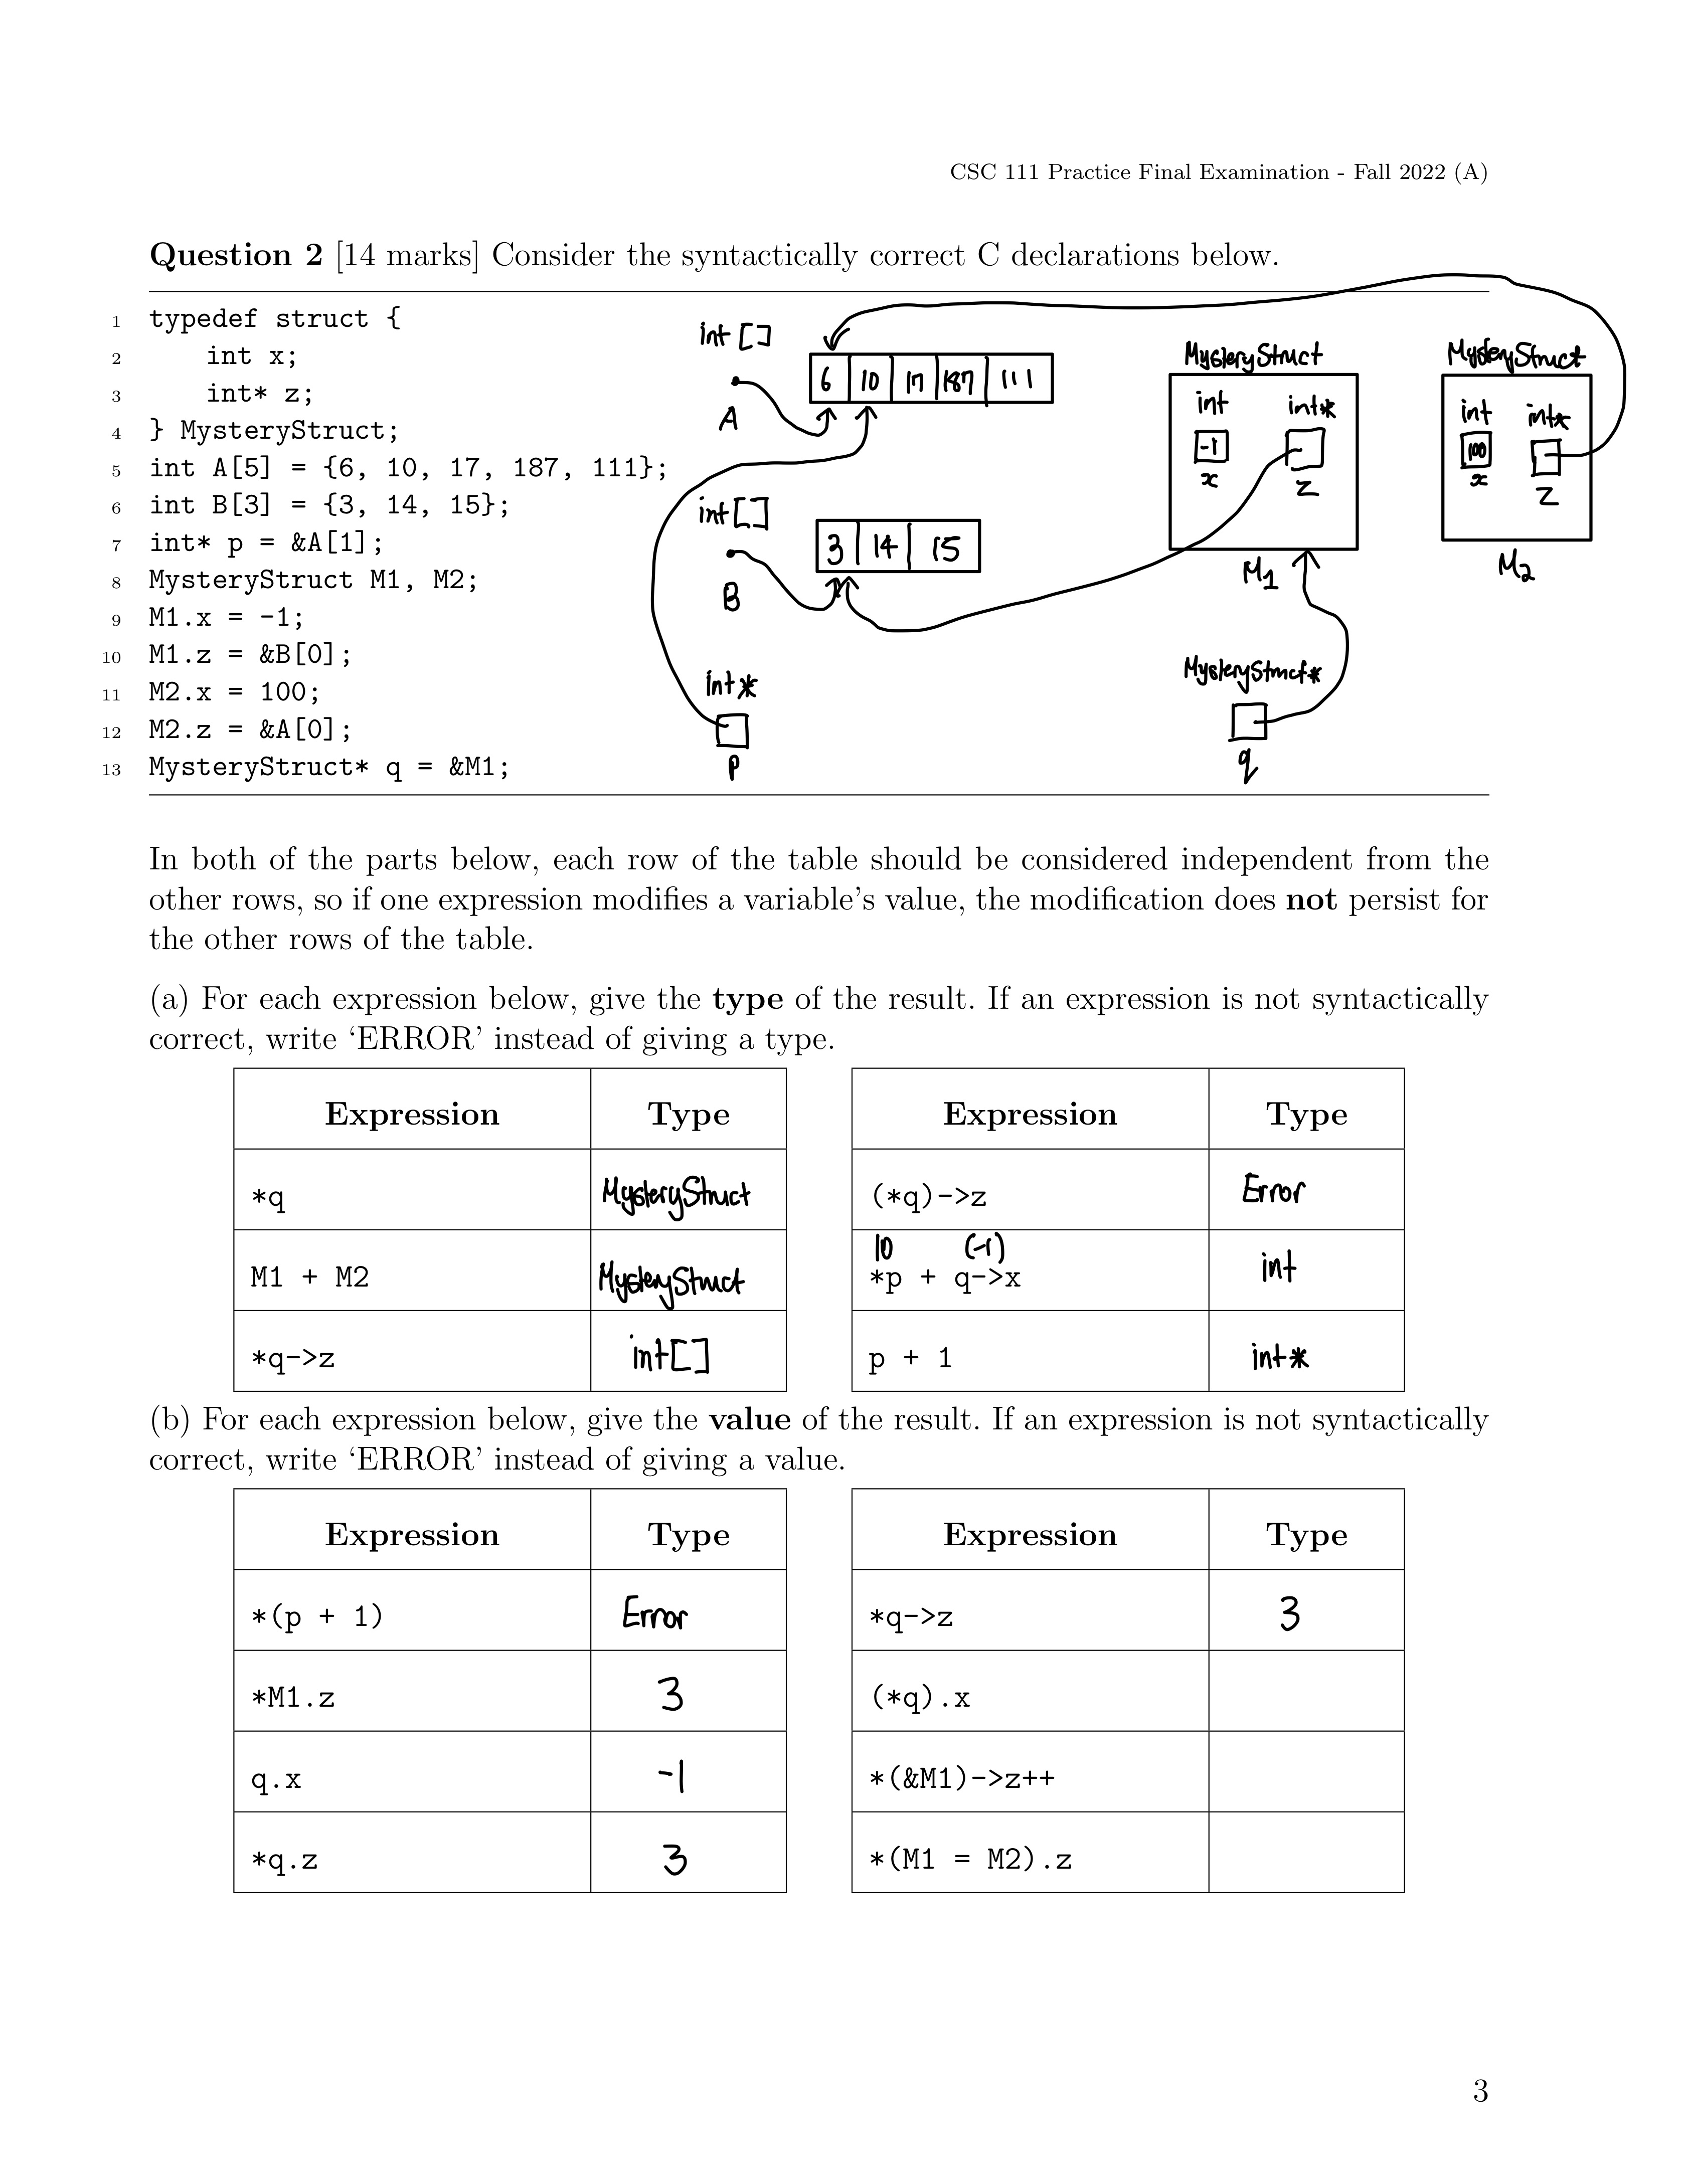 CSC 111 Practice Final Examination - Fall 2022 (A)
Question 2 [14 marks] Consider the syntactically correct C declarations below.
1 typedef struct {
2 int x;
3 int* z;
4 } MysteryStruct;
5 int A[5] = {6, 10, 17, 187, 111};
6 int B[3] = {3, 14, 15};
7 int* p = &A[1];
8 MysteryStruct M1, M2;
9 M1.x = -1;
10 M1.z = &B[0];
11 M2.x = 100;
12 M2.z = &A[0];
13 MysteryStruct* q = &M1;
int []
A
6 10 17 187 111
int []
B
3 14 15
int*
p
MysteryStruct
int int*
-1
x z
M1
MysteryStruct
int int*
100
x z
M2
MysteryStruct*
q
In both of the parts below, each row of the table should be considered independent from the
other rows, so if one expression modifies a variable's value, the modification does not persist for
the other rows of the table.
(a) For each expression below, give the type of the result. If an expression is not syntactically
correct, write ‘ERROR’ instead of giving a type.
Expression Type
*q MysteryStruct
M1 + M2 MysteryStruct
*q->z int[]
Expression Type
(*q)->z Error
10 (-1)
*p + q->x int
p + 1 int*
(b) For each expression below, give the value of the result. If an expression is not syntactically
correct, write ‘ERROR’ instead of giving a value.
Expression Type
*(p + 1) Error
*M1.z 3
q.x -1
*q.z 3
Expression Type
*q->z 3
(*q).x
*(&M1)->z++
*(M1 = M2).z
3